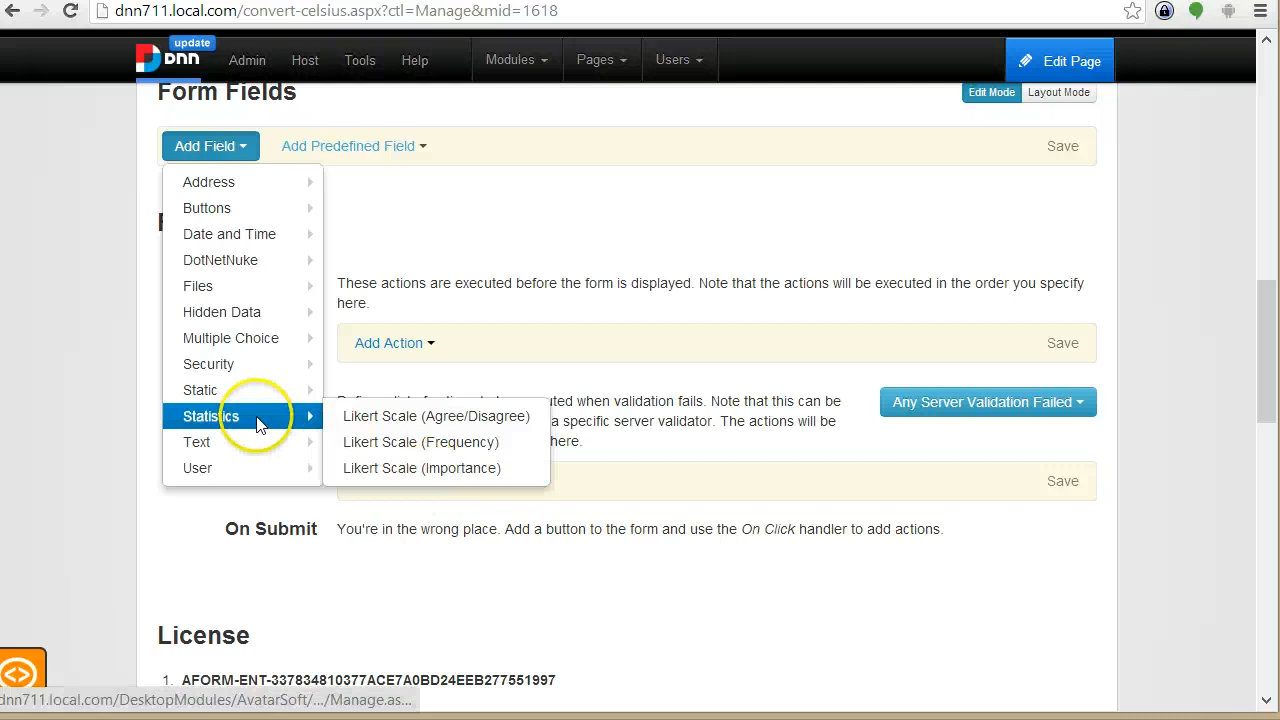 dnn711.local.com/convert-celsius.aspx?ctl=Manage&mid=1618
update
DNN
Admin
Host
Tools
Help
Modules
Pages
Users
Edit Page
Form Fields
Edit Mode
Layout Mode
Add Field
Add Predefined Field
Save
Address
Buttons
Date and Time
DotNetNuke
Files
Hidden Data
Multiple Choice
Security
Static
Statistics
Text
User
Likert Scale (Agree/Disagree)
Likert Scale (Frequency)
Likert Scale (Importance)
These actions are executed before the form is displayed. Note that the actions will be executed in the order you specify
here.
Add Action
Save
when validation fails. Note that this can be
a specific server validator. The actions will be
here.
Any Server Validation Failed
Save
On Submit
You're in the wrong place. Add a button to the form and use the On Click handler to add actions.
License
1. AFORM-ENT-337834810377ACE7A0BD24EEB277551997
dnn711.local.com/DesktopModules/AvatarSoft/.../Manage.as...